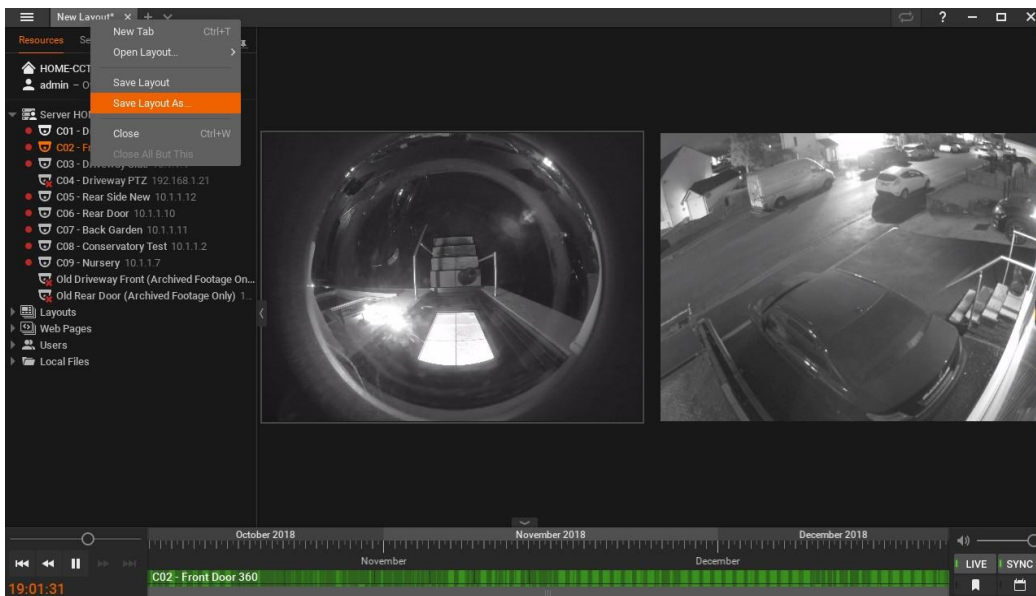 New Layout*
?
Resources
Se
New Tab Ctrl+T
Open Layout...
Save Layout
Save Layout As...
Close Ctrl+W
Close All But This
HOME-CCT
admin – O
Server HO
C01 - D
C02 - Fr
C03 -
C04 - Driveway PTZ 192.168.1.21
C05 - Rear Side New 10.1.1.12
C06 - Rear Door 10.1.1.10
C07 - Back Garden 10.1.1.11
C08 - Conservatory Test 10.1.1.2
C09 - Nursery 10.1.1.7
Old Driveway Front (Archived Footage On...
Old Rear Door (Archived Footage Only) 1...
Layouts
Web Pages
Users
Local Files
October 2018 November 2018 December 2018
November December
C02 - Front Door 360
19:01:31
LIVE SYNC